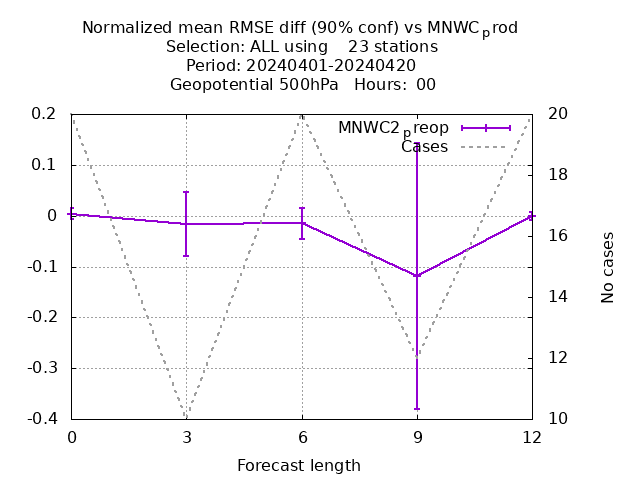 Normalized mean RMSE diff (90% conf) vs MNWCprod
Selection: ALL using 23 stations
Period: 20240401-20240420
Geopotential 500hPa Hours: 00
MNWC2preop
Cases
0.2
0.1
0
-0.1
-0.2
-0.3
-0.4
20
18
16
14
12
10
No cases
0 3 6 9 12
Forecast length